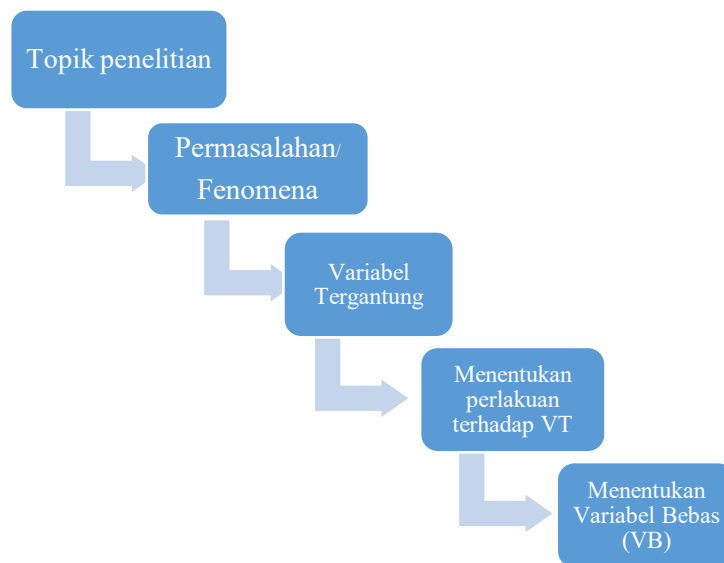 Topik penelitian
Permasalahan/
Fenomena
Variabel
Tergantung
Menentukan
perlakuan
terhadap VT
Menentukan
Variabel Bebas
(VB)